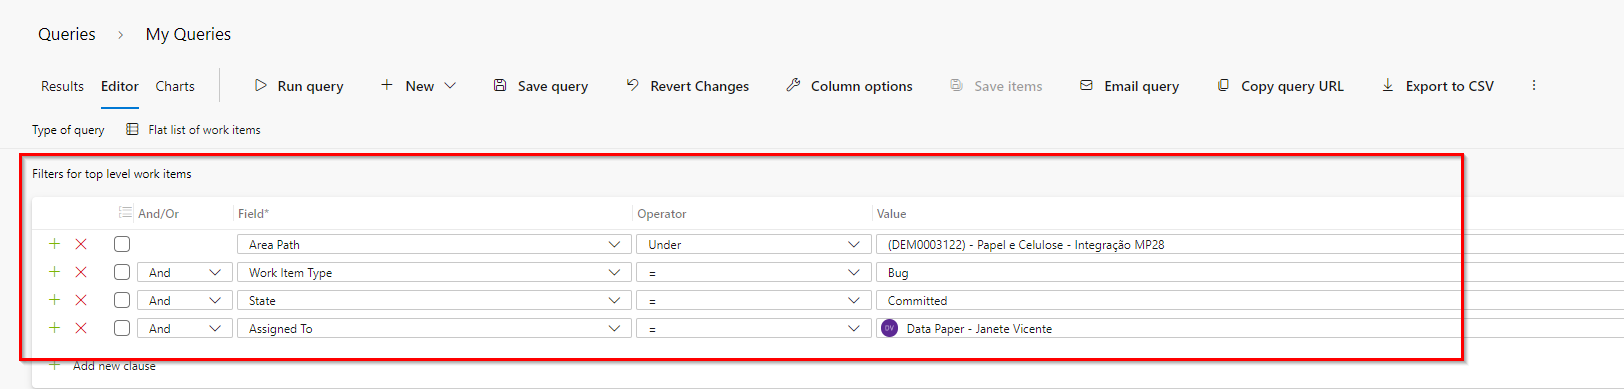 Queries > My Queries
Results Editor Charts Run query New Save query Revert Changes Column options Save items Email query Copy query URL Export to CSV
Type of query Flat list of work items
Filters for top level work items
And/Or Field* Operator Value
Area Path Under (DEM0003122) - Papel e Celulose - Integração MP28
And Work Item Type = Bug
And State = Committed
And Assigned To = DV Data Paper - Janete Vicente
Add new clause